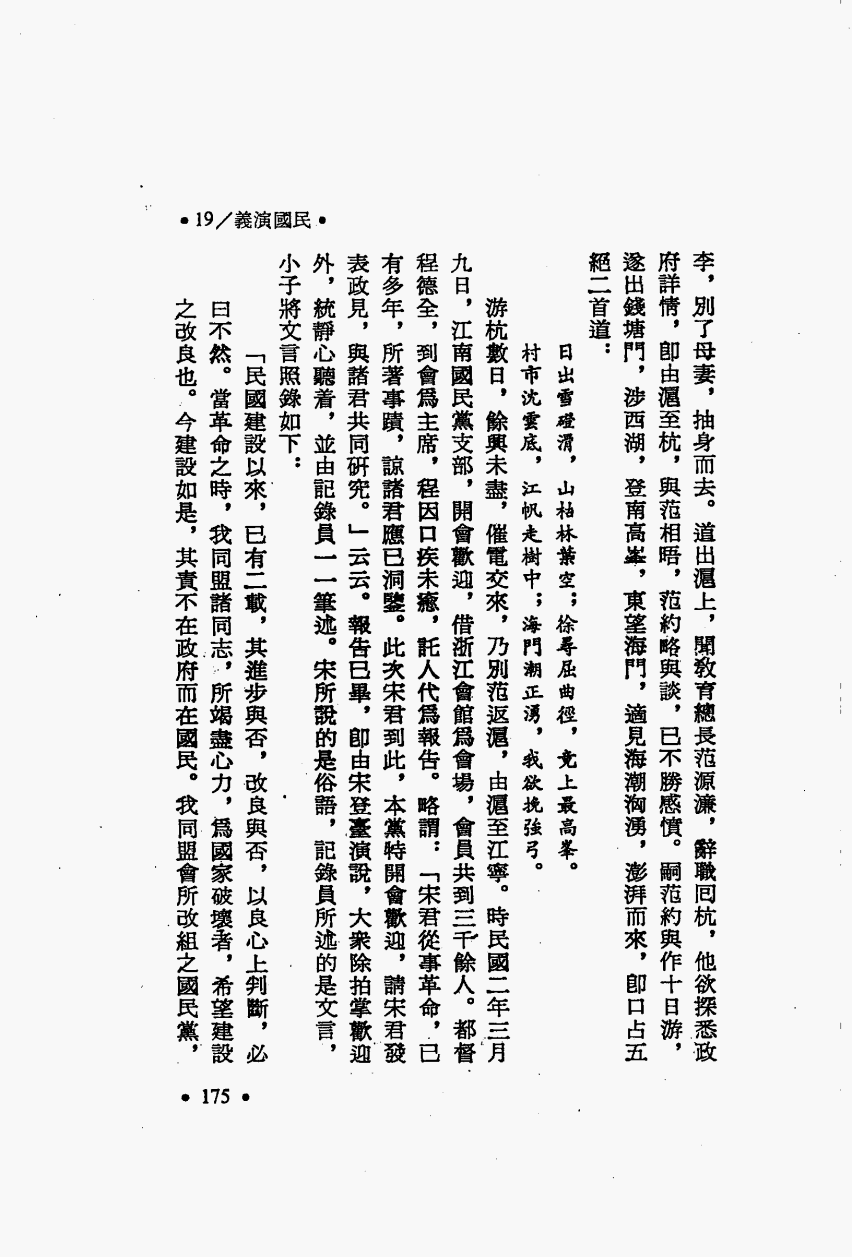 •19／義演國民•
李，別了母妻，抽身而去。道出滬上，聞敎育總長范源濂，辭職回杭，他欲探悉政
府詳情，卽由滬至杭，與范相晤，范約略與談，已不勝感憤。嗣范約與作十日游，
遂出錢塘門，涉西湖，登南高峯，東望海門，適見海潮洶湧，澎湃而來，卽口占五
絕二首道：
日出雪磴滑，山枯林葉空；徐尋屈曲徑，竟上最高峯。
村市沈雲底，江帆走樹中；海門潮正湧，我欲挽強弓。
游杭數日，餘興未盡，催電交來，乃別范返滬，由滬至江寧。時民國二年三月
九日，江南國民黨支部，開會歡迎，借浙江會館爲會場，會員共到三千餘人。都督
程德全，到會爲主席，程因口疾未癒，託人代爲報告。略謂：「宋君從事革命，已
有多年，所著事蹟，諒諸君應已洞鑒。此次宋君到此，本黨特開會歡迎，請宋君發
表政見，與諸君共同硏究。」云云。報告已畢，卽由宋登臺演說，大衆除拍掌歡迎
外，統靜心聽着，並由記錄員一一筆述。宋所說的是俗語，記錄員所述的是文言，
小子將文言照錄如下：
「民國建設以來，已有二載，其進步與否，改良與否，以良心上判斷，必
曰不然。當革命之時，我同盟諸同志，所竭盡心力，爲國家破壞者，希望建設
之改良也。今建設如是，其責不在政府而在國民。我同盟會所改組之國民黨，
• 175 •